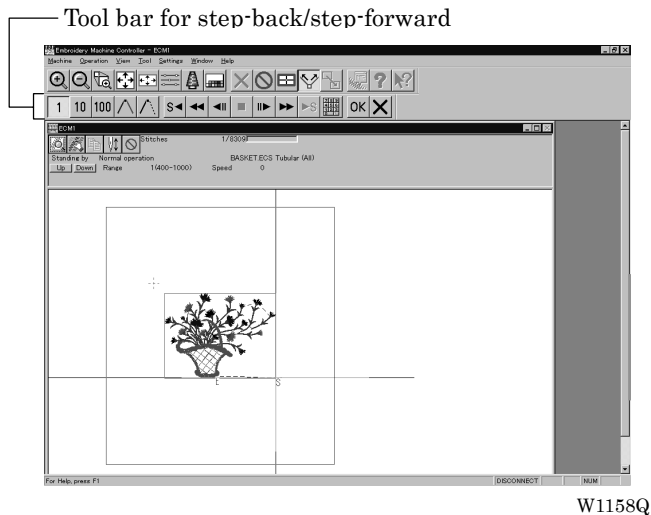 Tool bar for step-back/step-forward
Embroidery Machine Controller - ECM1
Machine Operation View Tool Settings Window Help
1 10 100 S S OK
ECM1
Stitches 1/8309
Standing by Normal operation BASKET.ECS Tubular (All)
Up Down Range 1(400-1000) Speed 0
E S
For Help, press F1 DISCONNECT NUM
W1158Q